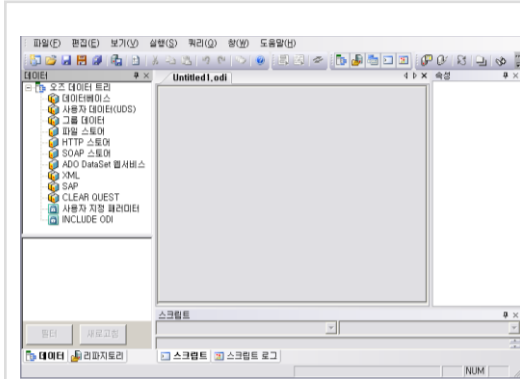 파일(F) 편집(E) 보기(V) 실행(S) 쿼리(Q) 창(W) 도움말(H)
데이터
Untitled1.odi
속성
오즈 데이터 트리
데이터베이스
사용자 데이터(UDS)
그룹 데이터
파일 스토어
HTTP 스토어
SOAP 스토어
ADO DataSet 웹서비스
XML
SAP
CLEAR QUEST
사용자 지정 패러미터
INCLUDE ODI
스크립트
필터 새로고침
데이터 리파지토리
스크립트 스크립트 로그
NUM